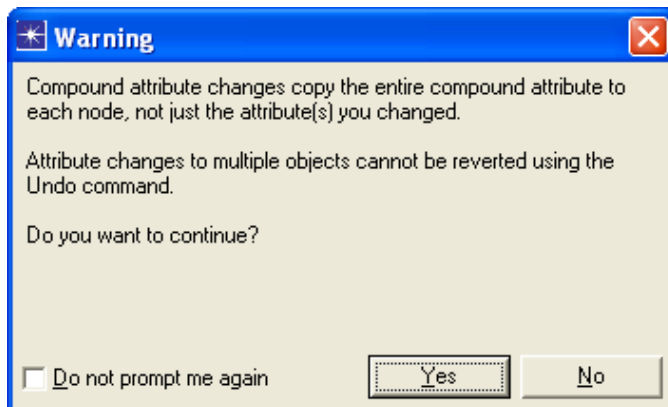 Warning
Compound attribute changes copy the entire compound attribute to
each node, not just the attribute(s) you changed.
Attribute changes to multiple objects cannot be reverted using the
Undo command.
Do you want to continue?
Do not prompt me again
Yes
No